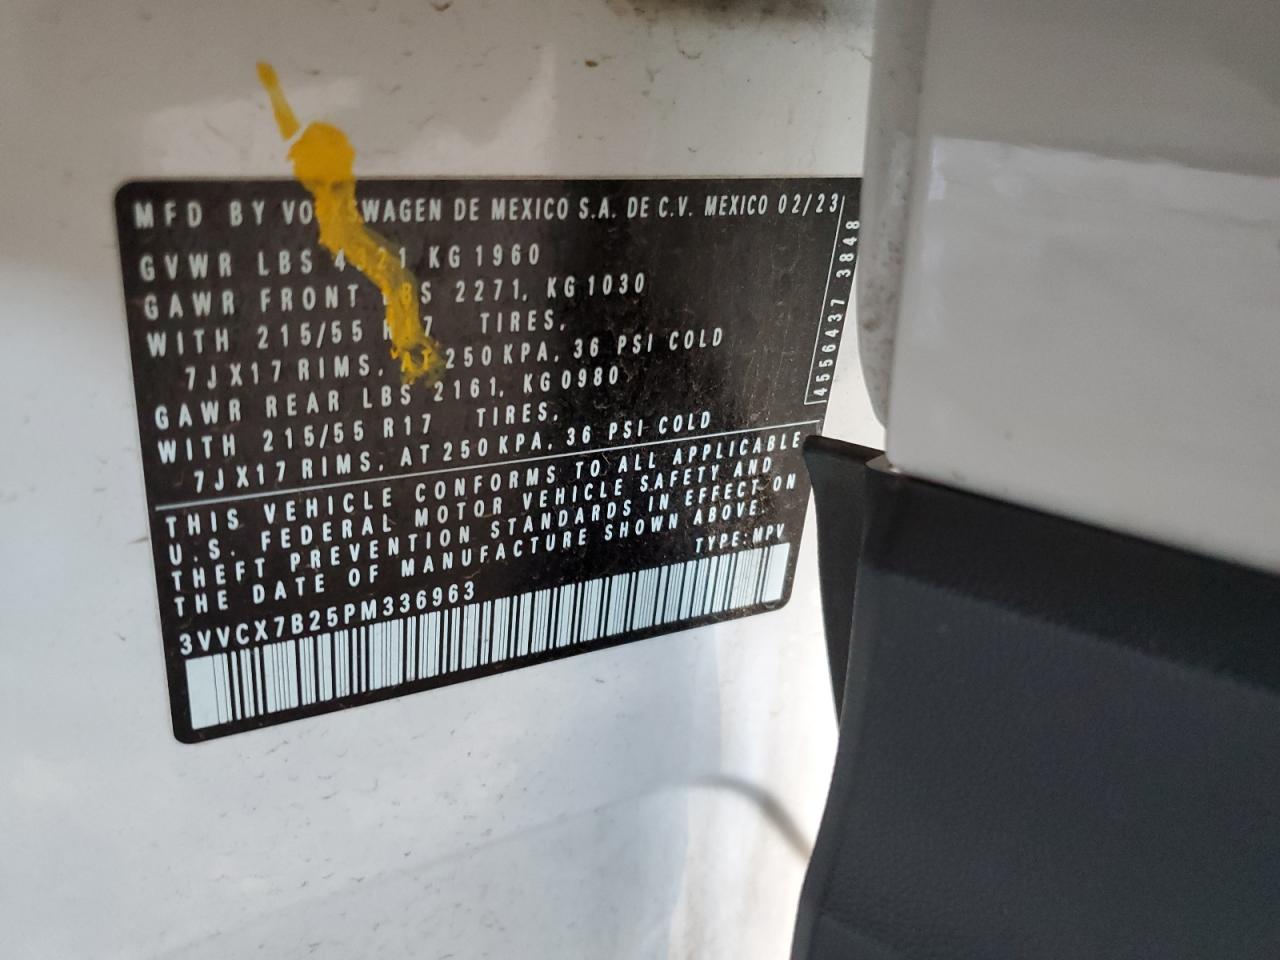 MFD BY VOLKSWAGEN DE MEXICO S.A. DE C.V. MEXICO 02/23
GVWR LBS 4321 KG 1960
GAWR FRONT LBS 2271, KG 1030
WITH 215/55 R17 TIRES,
7JX17 RIMS, AT 250 KPA, 36 PSI COLD
GAWR REAR LBS 2161, KG 0980
WITH 215/55 R17 TIRES,
7JX17 RIMS, AT 250 KPA, 36 PSI COLD
4556437 3848
THIS VEHICLE CONFORMS TO ALL APPLICABLE
U.S. FEDERAL MOTOR VEHICLE SAFETY AND
THEFT PREVENTION STANDARDS IN EFFECT ON
THE DATE OF MANUFACTURE SHOWN ABOVE.
TYPE: MPV
3VVCX7B25PM336963